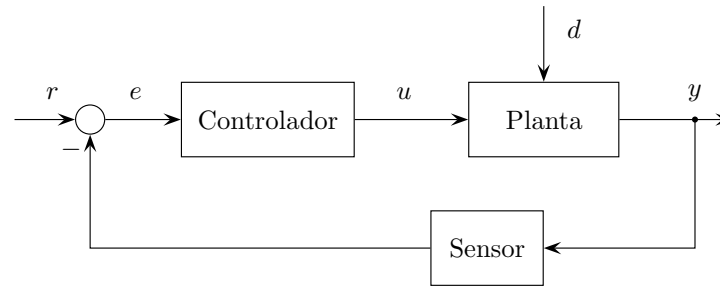 d
r
e
Controlador
u
Planta
y
−
Sensor